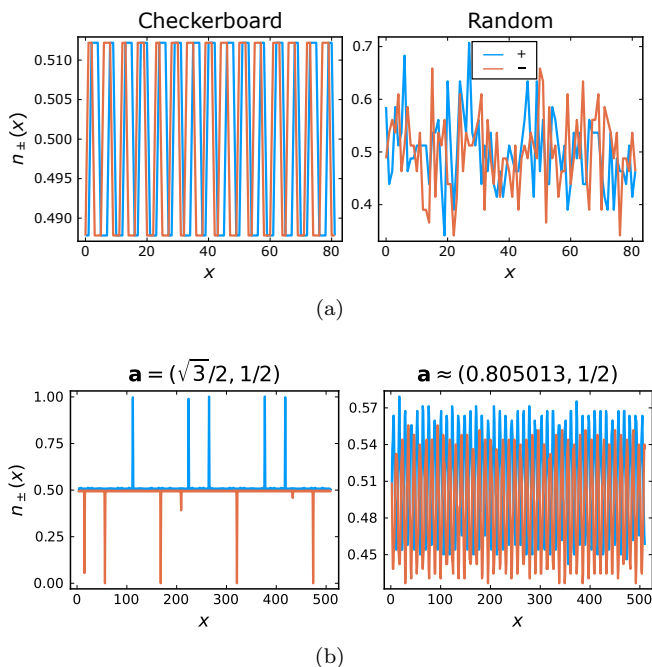 Checkerboard Random
0.510 0.505 0.500 0.495 0.490
n±(x)
0 20 40 60 80
x
0.7 0.6 0.5 0.4
+
−
0 20 40 60 80
x
(a)
a = (√3/2, 1/2) a ≈ (0.805013, 1/2)
1.00 0.75 0.50 0.25 0.00
n±(x)
0 100 200 300 400 500
x
0.57 0.54 0.51 0.48 0.45
0 100 200 300 400 500
x
(b)